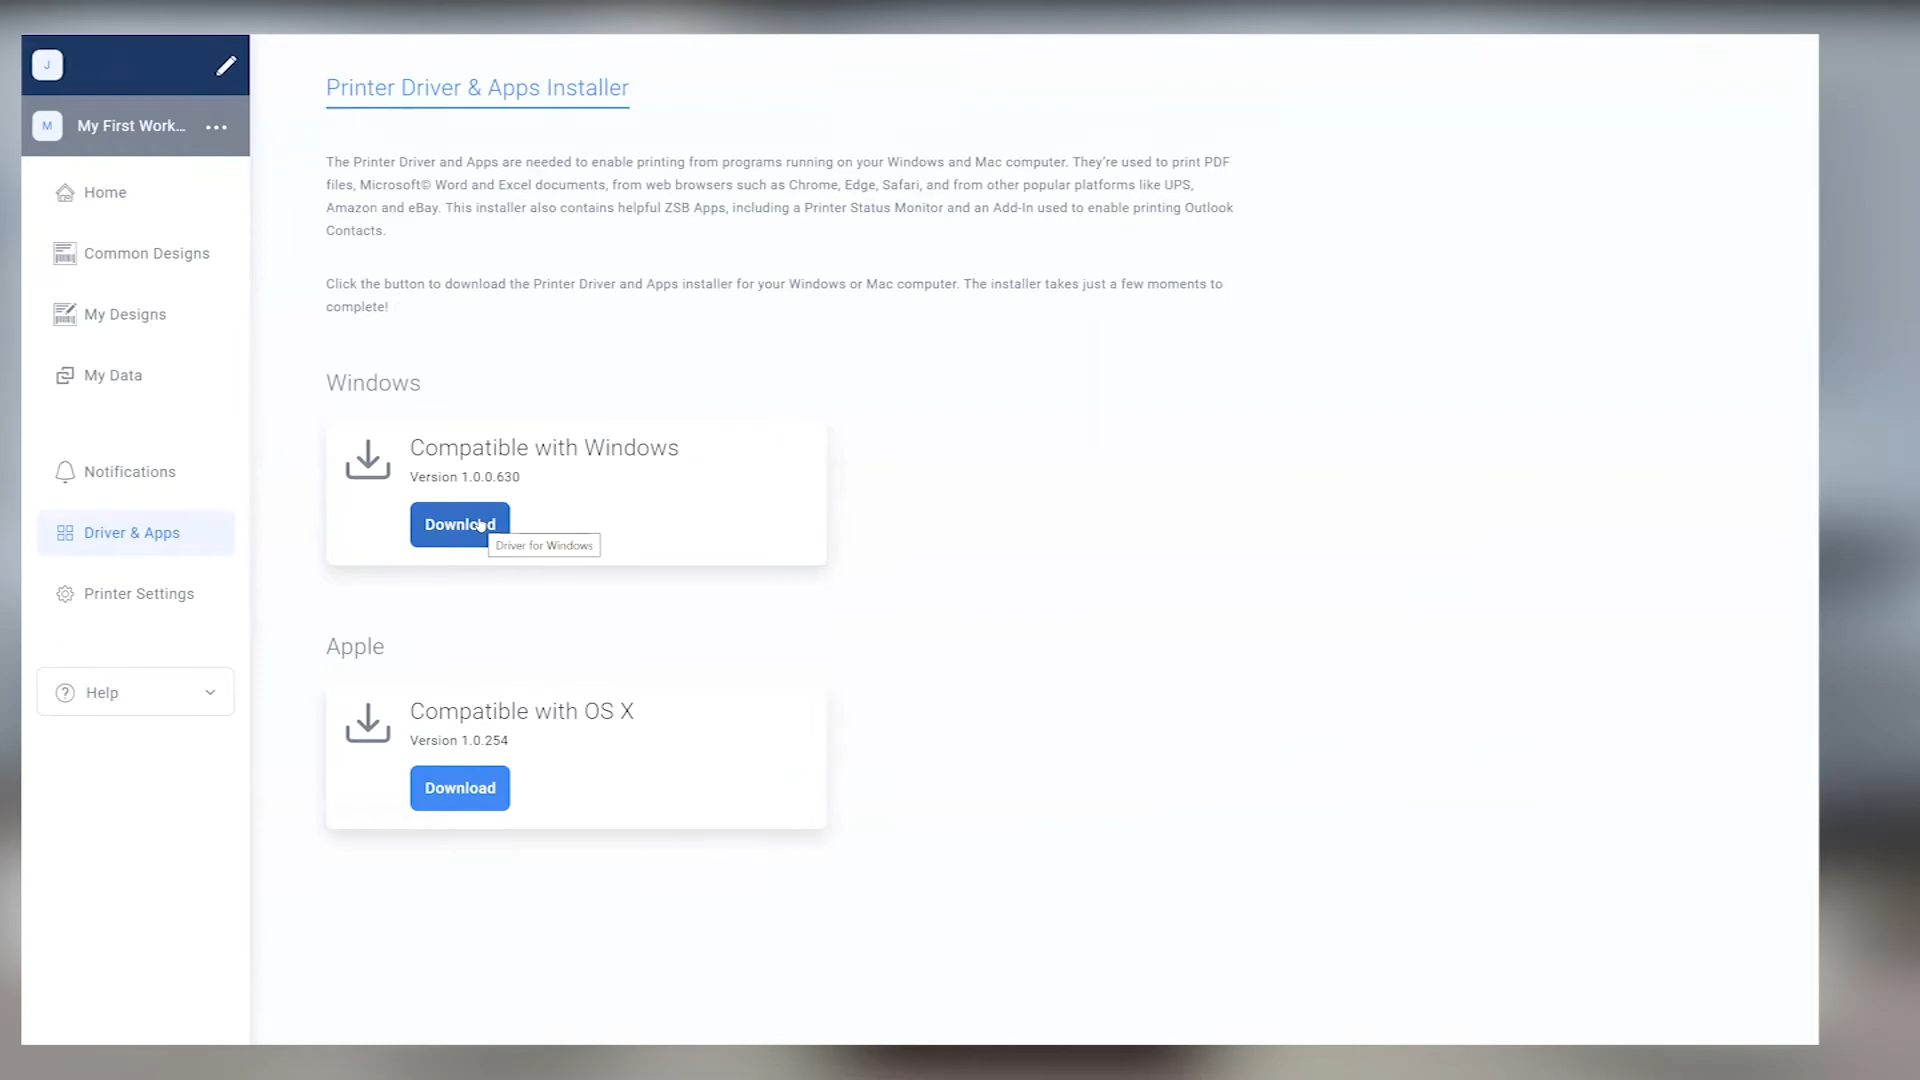 J
M My First Work... ...
Home
Common Designs
My Designs
My Data
Notifications
Driver & Apps
Printer Settings
Help
Printer Driver & Apps Installer
The Printer Driver and Apps are needed to enable printing from programs running on your Windows and Mac computer. They're used to print PDF
files, Microsoft© Word and Excel documents, from web browsers such as Chrome, Edge, Safari, and from other popular platforms like UPS,
Amazon and eBay. This installer also contains helpful ZSB Apps, including a Printer Status Monitor and an Add-In used to enable printing Outlook
Contacts.
Click the button to download the Printer Driver and Apps installer for your Windows or Mac computer. The installer takes just a few moments to
complete!
Windows
Compatible with Windows
Version 1.0.0.630
Download
Driver for Windows
Apple
Compatible with OS X
Version 1.0.254
Download